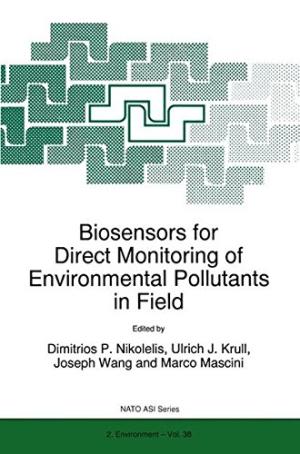 Biosensors for
Direct Monitoring of
Environmental Pollutants
in Field
Edited by
Dimitrios P. Nikolelis, Ulrich J. Krull,
Joseph Wang and Marco Mascini
NATO ASI Series
2. Environment – Vol. 38